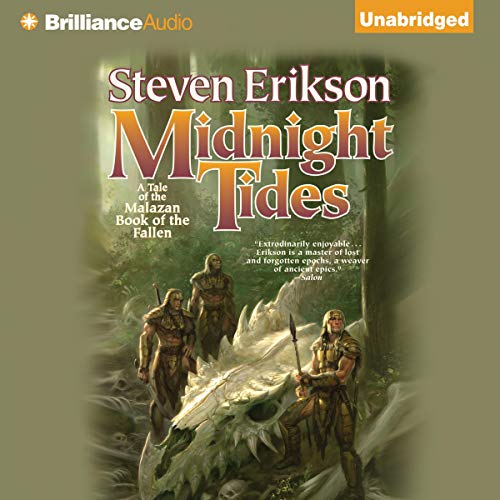 BrillianceAudio
Unabridged
Steven Erikson
Midnight
Tides
A Tale
of the
Malazan
Book of the
Fallen
"Extrodinarily enjoyable . . .
Erikson is a master of lost
and forgotten epochs, a weaver
of ancient epics."
—Salon